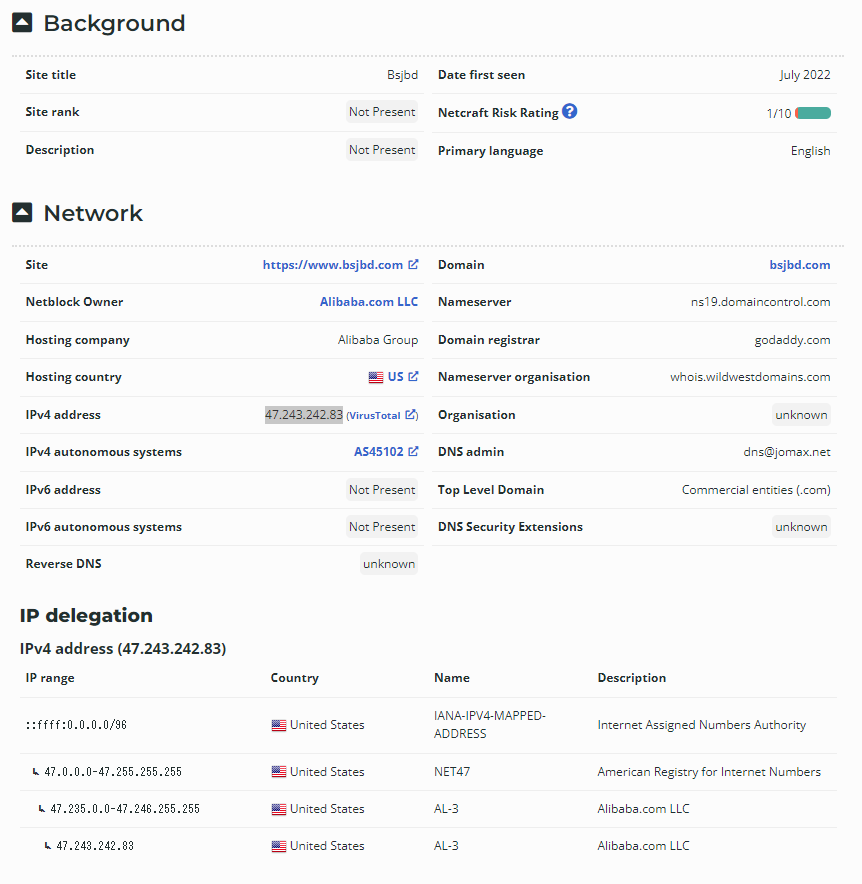 Background
Site title Bsjbd Date first seen July 2022
Site rank Not Present Netcraft Risk Rating ? 1/10
Description Not Present Primary language English
Network
Site https://www.bsjbd.com Domain bsjbd.com
Netblock Owner Alibaba.com LLC Nameserver ns19.domaincontrol.com
Hosting company Alibaba Group Domain registrar godaddy.com
Hosting country US Nameserver organisation whois.wildwestdomains.com
IPv4 address 47.243.242.83 (VirusTotal) Organisation unknown
IPv4 autonomous systems AS45102 DNS admin dns@jomax.net
IPv6 address Not Present Top Level Domain Commercial entities (.com)
IPv6 autonomous systems Not Present DNS Security Extensions unknown
Reverse DNS unknown
IP delegation
IPv4 address (47.243.242.83)
IP range Country Name Description
::ffff:0.0.0.0/96 United States IANA-IPV4-MAPPED-
ADDRESS Internet Assigned Numbers Authority
↳ 47.0.0.0-47.255.255.255 United States NET47 American Registry for Internet Numbers
↳ 47.235.0.0-47.246.255.255 United States AL-3 Alibaba.com LLC
↳ 47.243.242.83 United States AL-3 Alibaba.com LLC